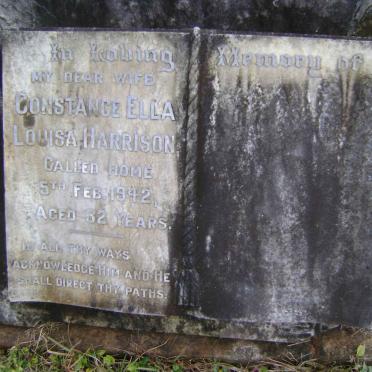 In Loving Memory of
MY DEAR WIFE
CONSTANCE ELLA
LOUISA HARRISON
CALLED HOME
5TH FEB. 1942,
AGED 52 YEARS.
IN ALL THY WAYS
ACKNOWLEDGE HIM AND HE
SHALL DIRECT THY PATHS.